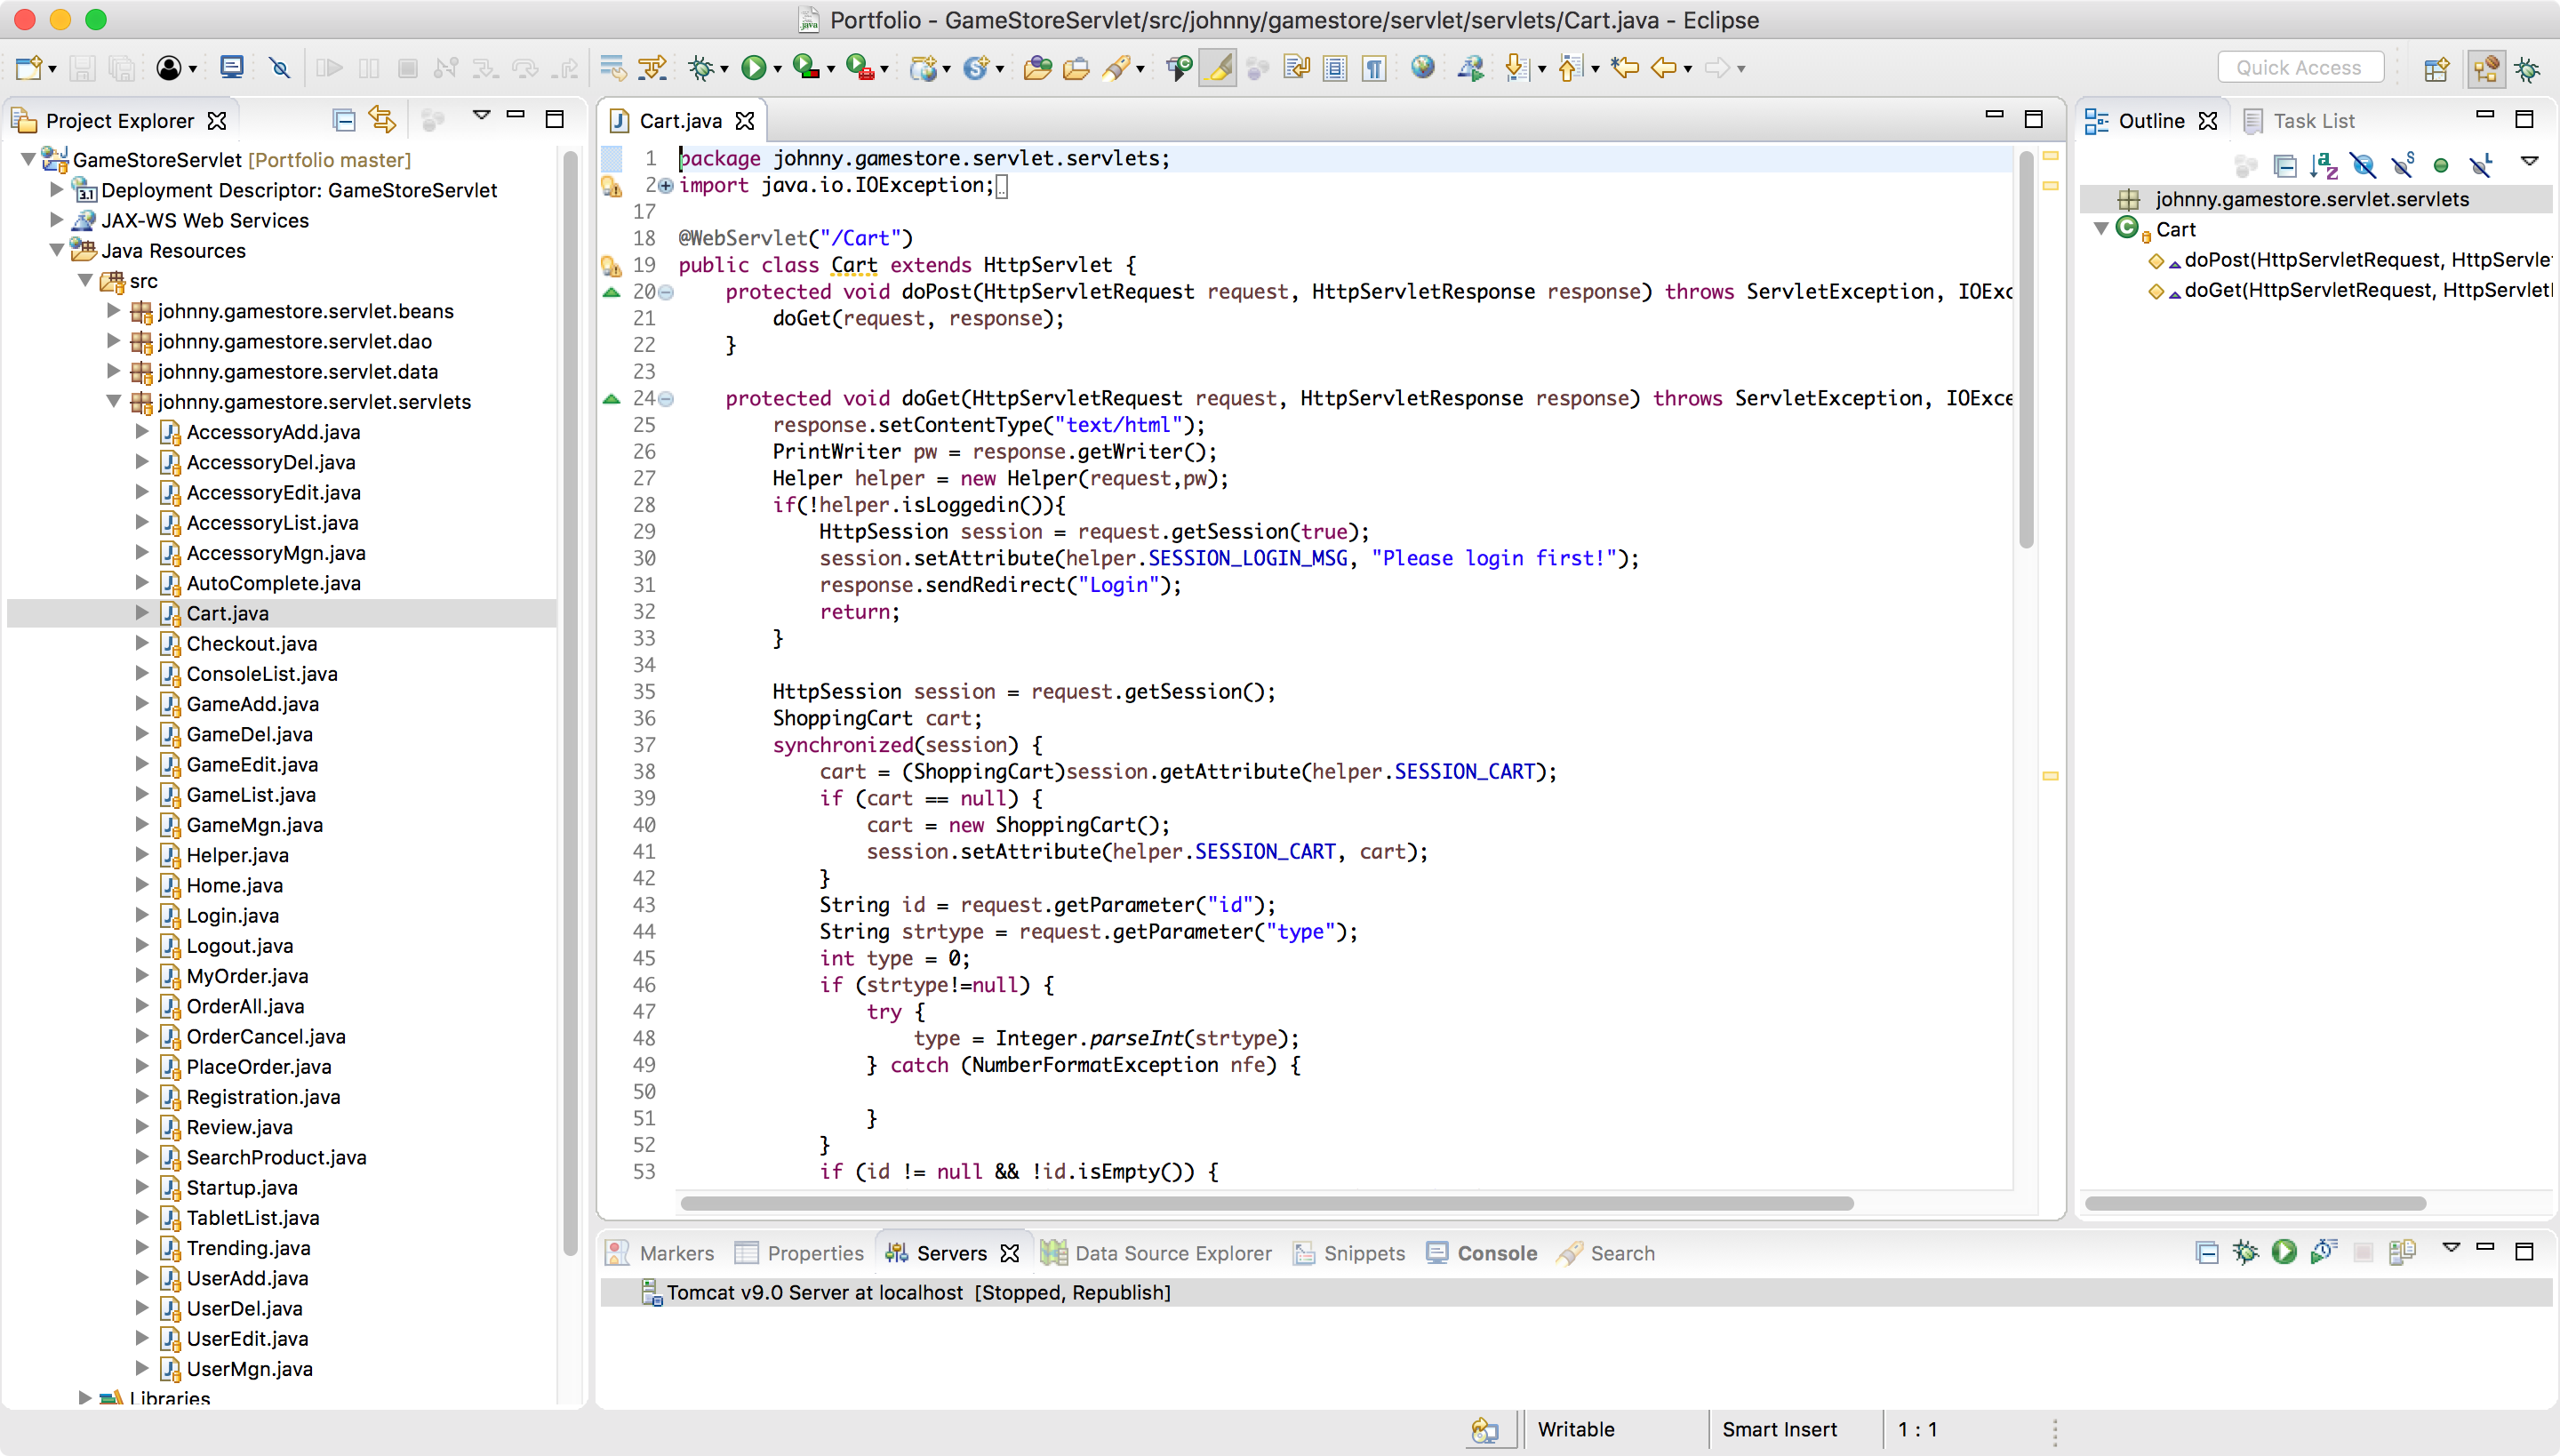 Portfolio - GameStoreServlet/src/johnny/gamestore/servlet/servlets/Cart.java - Eclipse
Quick Access
Project Explorer
GameStoreServlet [Portfolio master]
Deployment Descriptor: GameStoreServlet
JAX-WS Web Services
Java Resources
src
johnny.gamestore.servlet.beans
johnny.gamestore.servlet.dao
johnny.gamestore.servlet.data
johnny.gamestore.servlet.servlets
AccessoryAdd.java
AccessoryDel.java
AccessoryEdit.java
AccessoryList.java
AccessoryMgn.java
AutoComplete.java
Cart.java
Checkout.java
ConsoleList.java
GameAdd.java
GameDel.java
GameEdit.java
GameList.java
GameMgn.java
Helper.java
Home.java
Login.java
Logout.java
MyOrder.java
OrderAll.java
OrderCancel.java
PlaceOrder.java
Registration.java
Review.java
SearchProduct.java
Startup.java
TabletList.java
Trending.java
UserAdd.java
UserDel.java
UserEdit.java
UserMgn.java
Libraries
Cart.java
1 package johnny.gamestore.servlet.servlets;
2 import java.io.IOException;
17
18 @WebServlet("/Cart")
19 public class Cart extends HttpServlet {
20     protected void doPost(HttpServletRequest request, HttpServletResponse response) throws ServletException, IOExc
21         doGet(request, response);
22     }
23
24     protected void doGet(HttpServletRequest request, HttpServletResponse response) throws ServletException, IOExce
25         response.setContentType("text/html");
26         PrintWriter pw = response.getWriter();
27         Helper helper = new Helper(request,pw);
28         if(!helper.isLoggedin()){
29             HttpSession session = request.getSession(true);
30             session.setAttribute(helper.SESSION_LOGIN_MSG, "Please login first!");
31             response.sendRedirect("Login");
32             return;
33         }
34
35         HttpSession session = request.getSession();
36         ShoppingCart cart;
37         synchronized(session) {
38             cart = (ShoppingCart)session.getAttribute(helper.SESSION_CART);
39             if (cart == null) {
40                 cart = new ShoppingCart();
41                 session.setAttribute(helper.SESSION_CART, cart);
42             }
43             String id = request.getParameter("id");
44             String strtype = request.getParameter("type");
45             int type = 0;
46             if (strtype!=null) {
47                 try {
48                     type = Integer.parseInt(strtype);
49                 } catch (NumberFormatException nfe) {
50
51                 }
52             }
53             if (id != null && !id.isEmpty()) {
Outline
Task List
johnny.gamestore.servlet.servlets
Cart
doPost(HttpServletRequest, HttpServle
doGet(HttpServletRequest, HttpServlet
Markers
Properties
Servers
Data Source Explorer
Snippets
Console
Search
Tomcat v9.0 Server at localhost  [Stopped, Republish]
Writable
Smart Insert
1 : 1